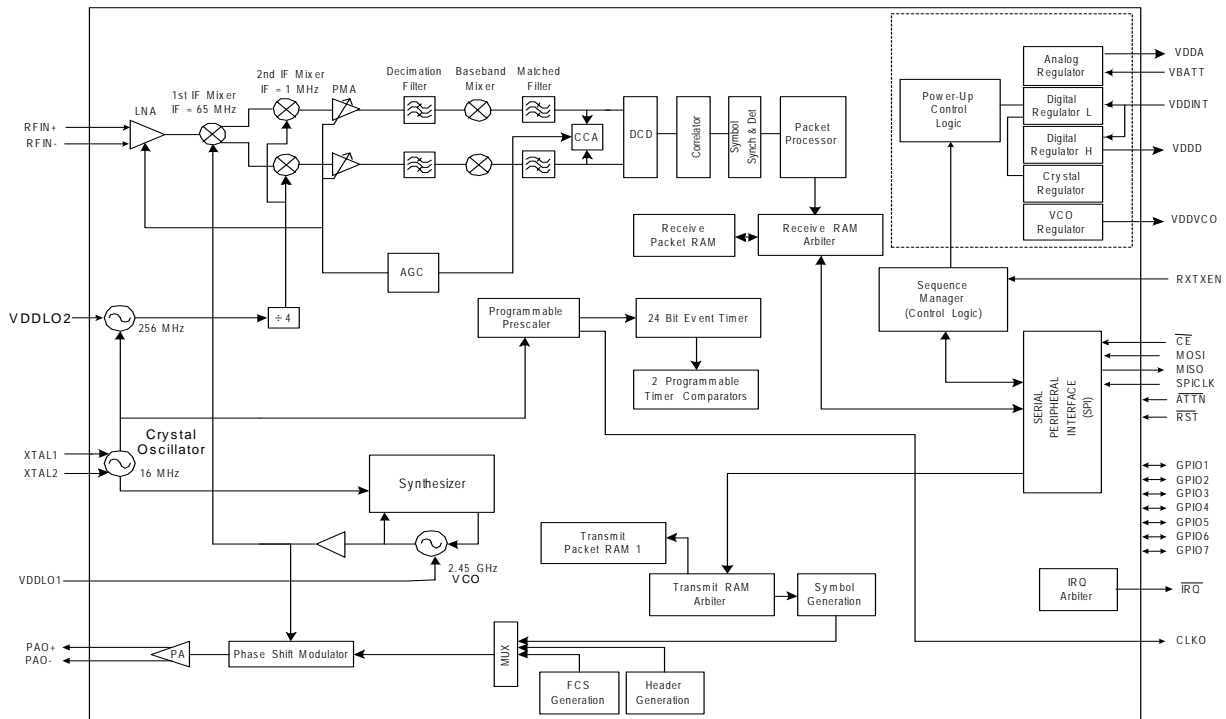 RFIN+
RFIN-
LNA
1st IF Mixer
IF = 65 MHz
2nd IF Mixer
IF = 1 MHz
PMA
Decimation
Filter
Baseband
Mixer
Matched
Filter
CCA
DCD
Correlator
Symbol
Synch & Det
Packet
Processor
Power-Up
Control
Logic
Analog
Regulator
Digital
Regulator L
Digital
Regulator H
Crystal
Regulator
VCO
Regulator
VDDA
VBATT
VDDINT
VDDD
VDDVCO
Receive
Packet RAM
Receive RAM
Arbiter
AGC
Sequence
Manager
(Control Logic)
RXTXEN
VDDLO2
256 MHz
÷4
Programmable
Prescaler
24 Bit Event Timer
2 Programmable
Timer Comparators
SERIAL
PERIPHERAL
INTERFACE
(SPI)
CE
MOSI
MISO
SPICLK
ATTN
RST
Crystal
Oscillator
XTAL1
XTAL2
16 MHz
Synthesizer
GPIO1
GPIO2
GPIO3
GPIO4
GPIO5
GPIO6
GPIO7
2.45 GHz
VCO
VDDLO1
Transmit
Packet RAM 1
Transmit RAM
Arbiter
Symbol
Generation
IRQ
Arbiter
IRQ
PAO+
PAO-
PA
Phase Shift Modulator
MUX
FCS
Generation
Header
Generation
CLKO